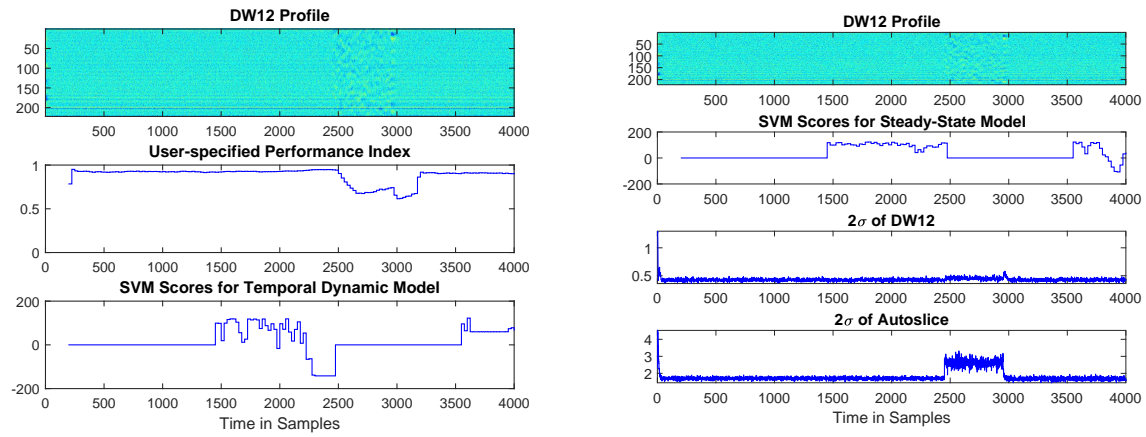 DW12 Profile
50
100
150
200
500 1000 1500 2000 2500 3000 3500 4000
User-specified Performance Index
1
0.5
0
0 500 1000 1500 2000 2500 3000 3500 4000
SVM Scores for Temporal Dynamic Model
200
0
-200
0 500 1000 1500 2000 2500 3000 3500 4000
Time in Samples
DW12 Profile
50
100
150
200
500 1000 1500 2000 2500 3000 3500 4000
SVM Scores for Steady-State Model
200
0
-200
0 500 1000 1500 2000 2500 3000 3500 4000
2σ of DW12
1
0.5
0 500 1000 1500 2000 2500 3000 3500 4000
2σ of Autoslice
4
3
2
0 500 1000 1500 2000 2500 3000 3500 4000
Time in Samples